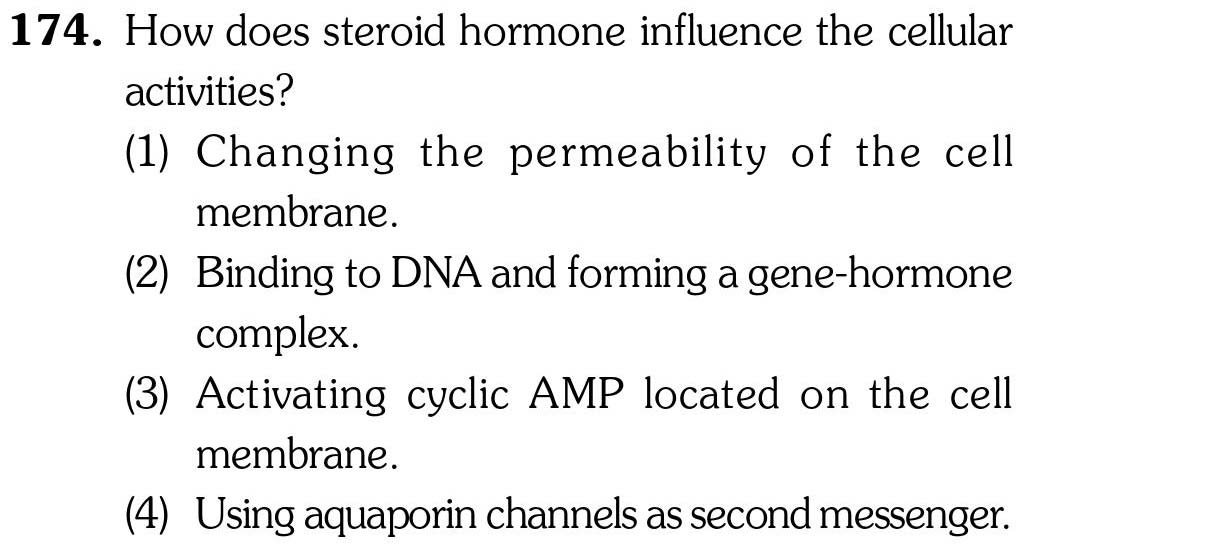 174. How does steroid hormone influence the cellular
activities?
(1) Changing the permeability of the cell
membrane.
(2) Binding to DNA and forming a gene-hormone
complex.
(3) Activating cyclic AMP located on the cell
membrane.
(4) Using aquaporin channels as second messenger.